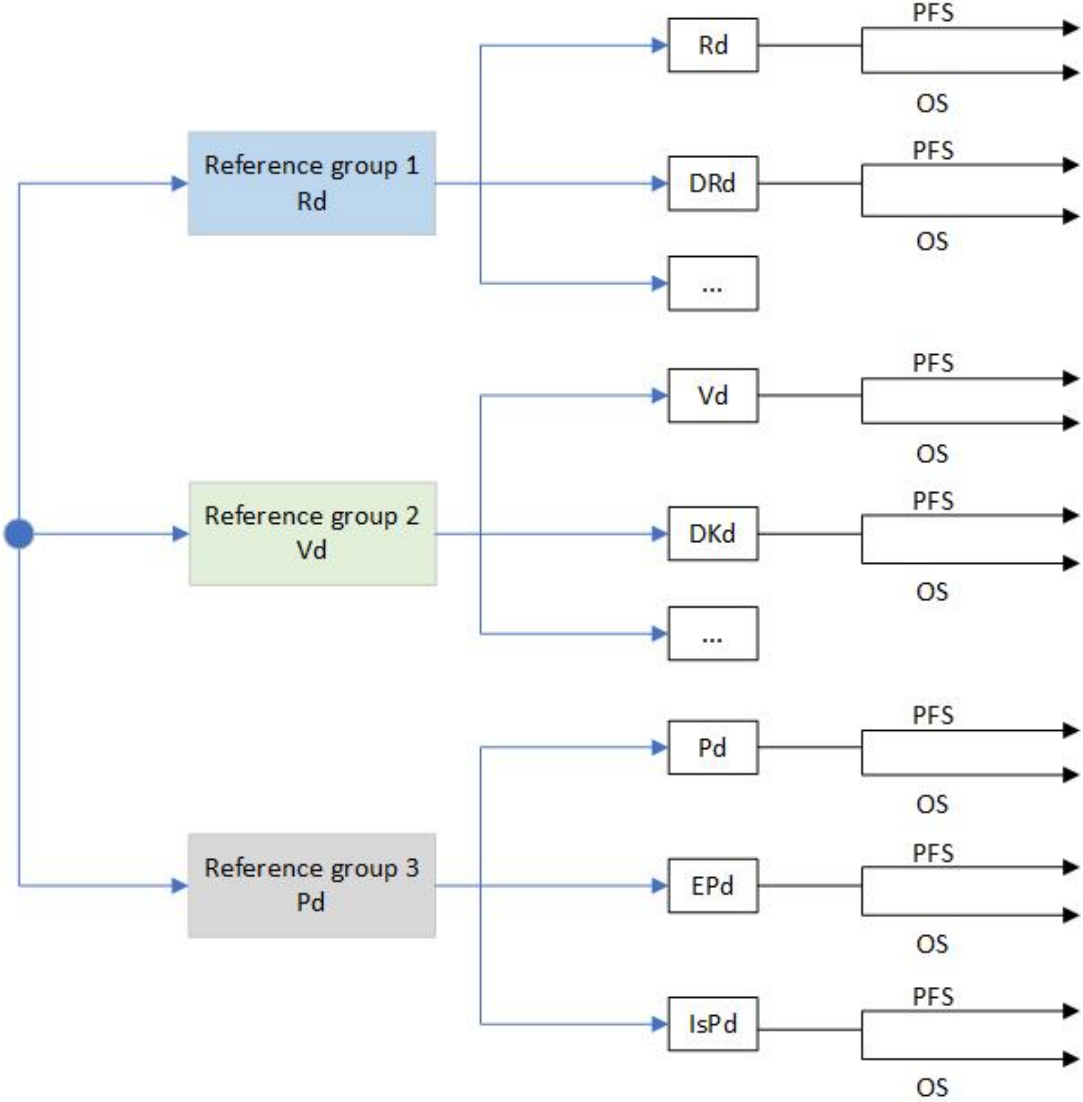 PFS
Rd
OS
Reference group 1
Rd
PFS
DRd
OS
...
PFS
Vd
OS
Reference group 2
Vd
PFS
DKd
OS
...
PFS
Pd
OS
Reference group 3
Pd
PFS
EPd
OS
PFS
IsPd
OS